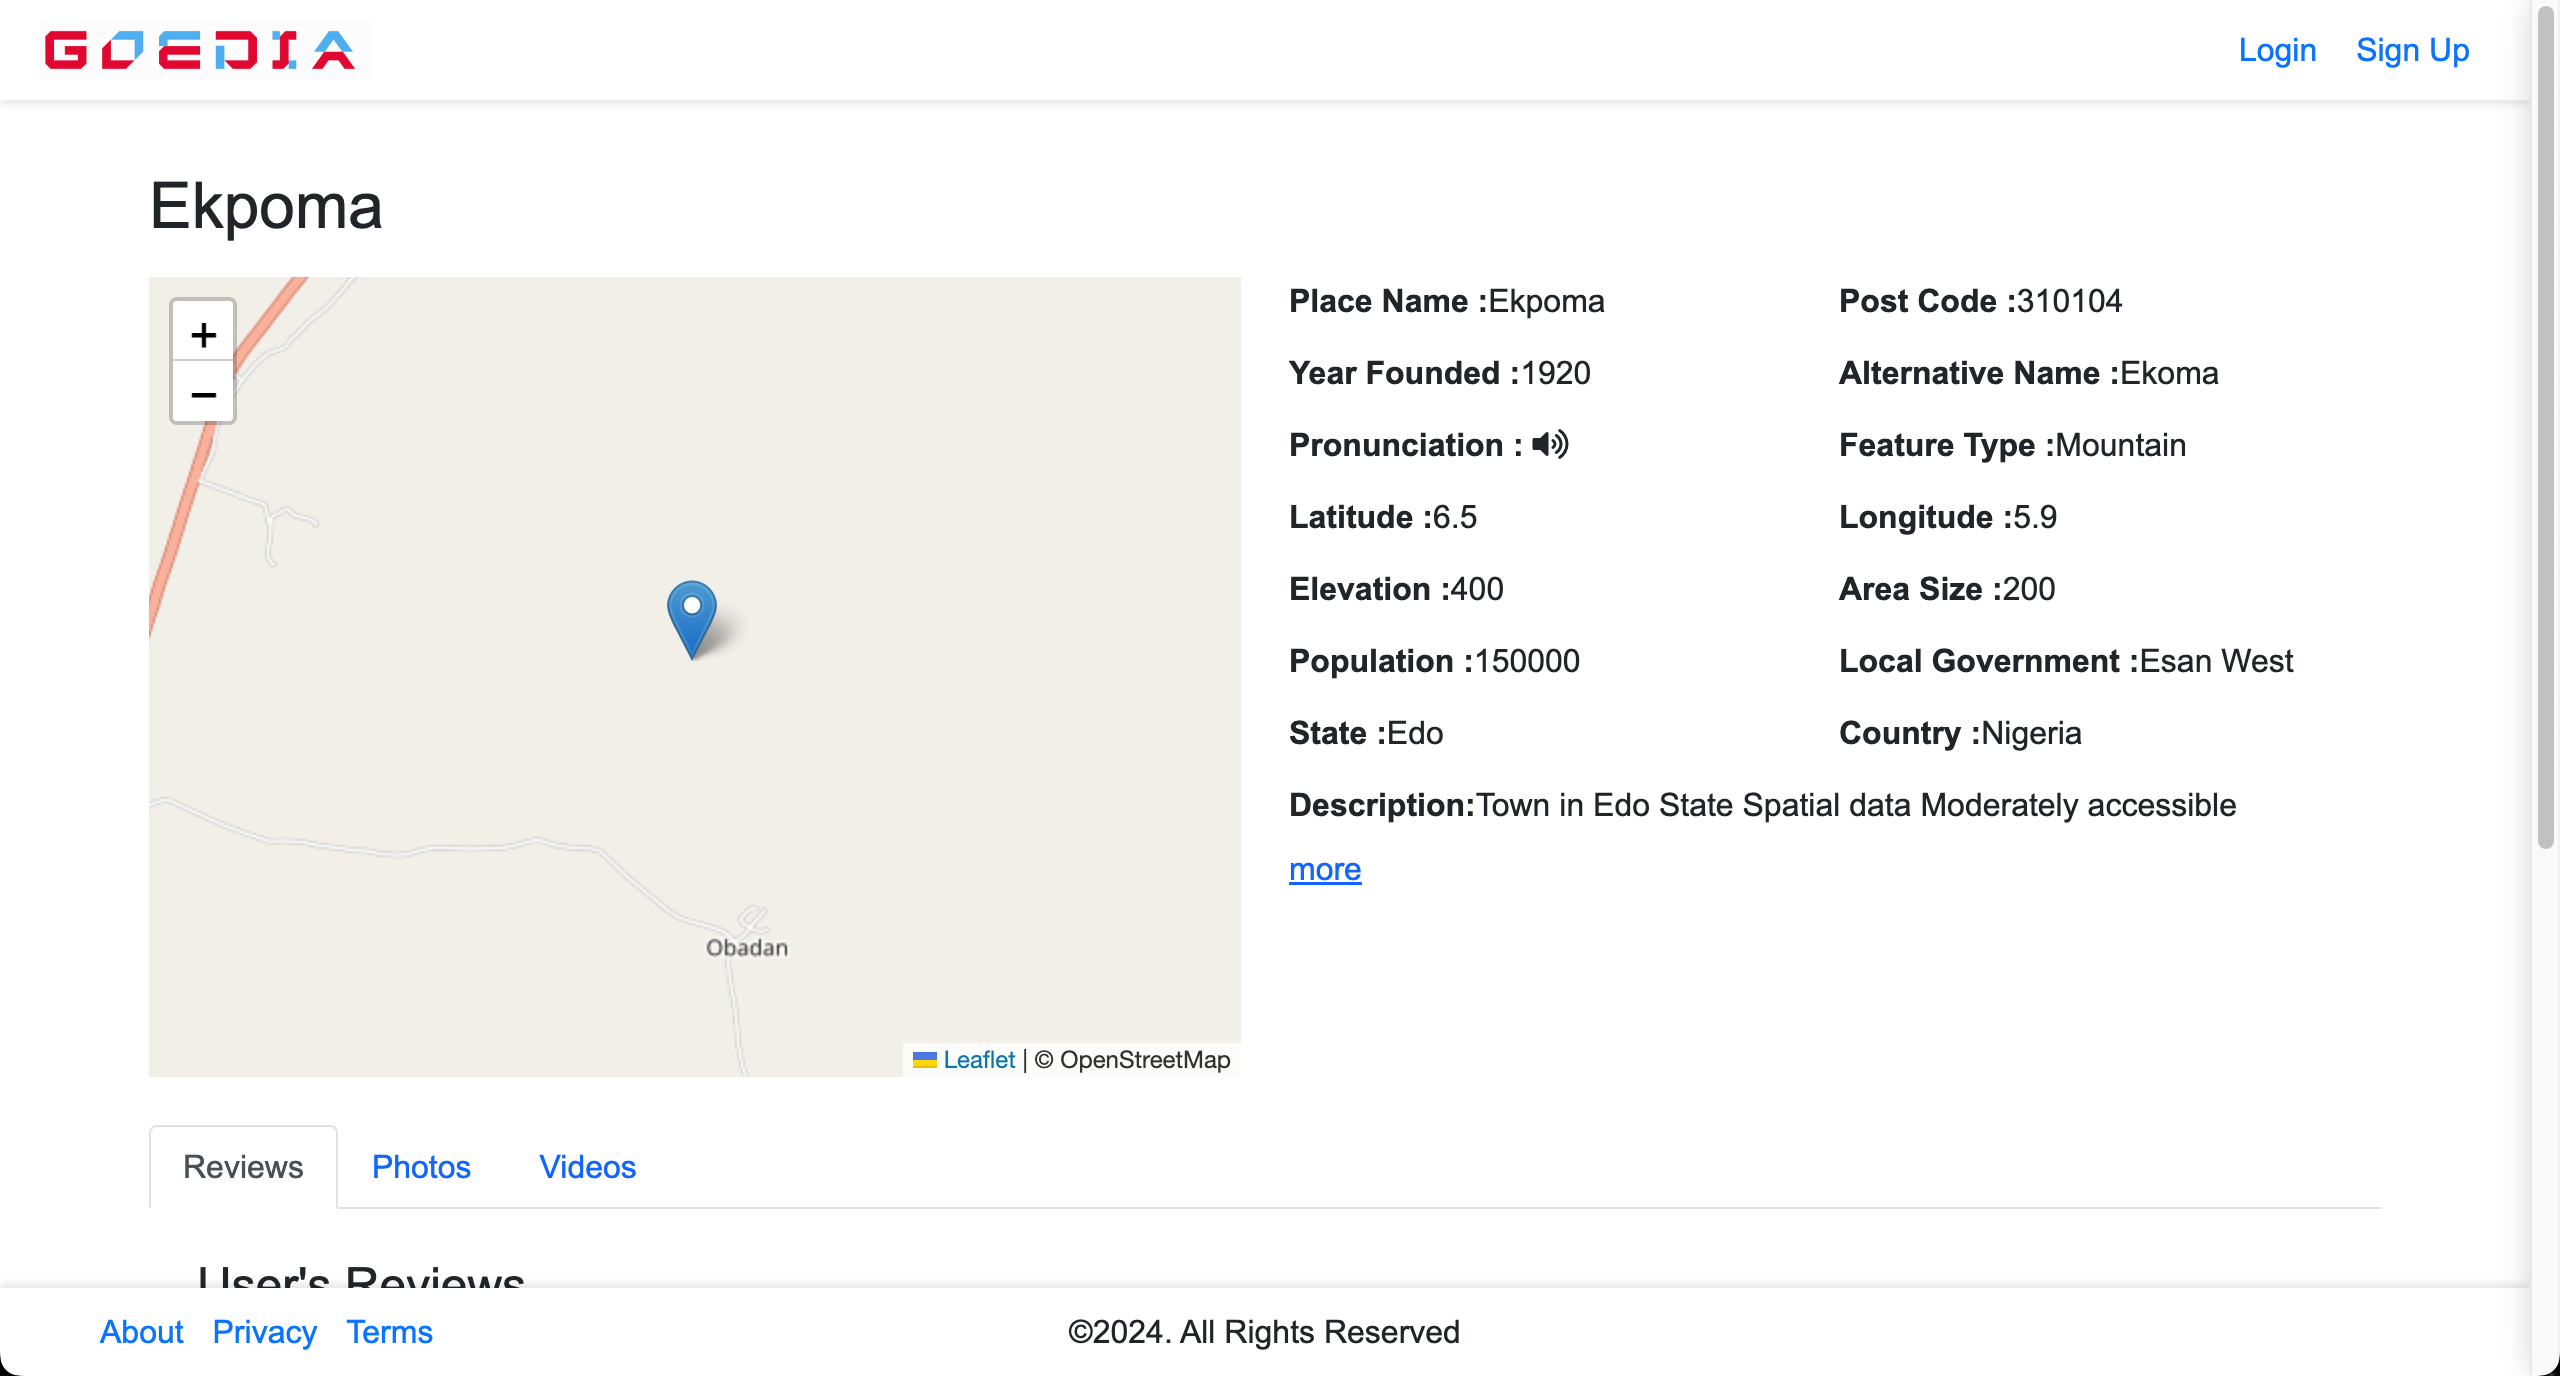 GOEDIA
Login Sign Up
Ekpoma
+
−
Obadan
Leaflet | © OpenStreetMap
Place Name :Ekpoma
Post Code :310104
Year Founded :1920
Alternative Name :Ekoma
Pronunciation :
Feature Type :Mountain
Latitude :6.5
Longitude :5.9
Elevation :400
Area Size :200
Population :150000
Local Government :Esan West
State :Edo
Country :Nigeria
Description:Town in Edo State Spatial data Moderately accessible
more
Reviews Photos Videos
User's Reviews
About Privacy Terms
©2024. All Rights Reserved